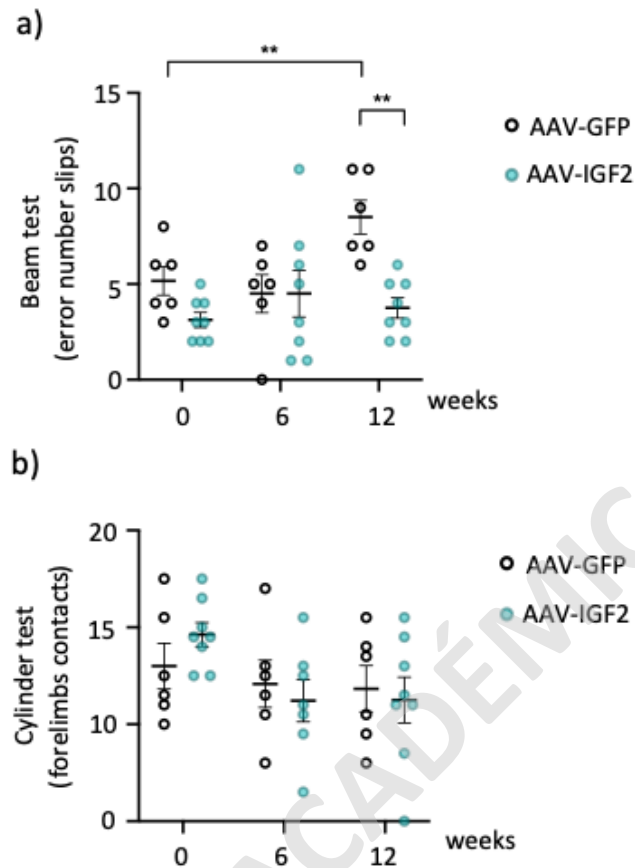 a)
**
15
**
AAV-GFP
AAV-IGF2
10
Beam test
(error number slips)
5
0
0 6 12 weeks
b)
20
AAV-GFP
AAV-IGF2
15
Cylinder test
(forelimbs contacts)
10
0
0 6 12 weeks
ACADÉMIC